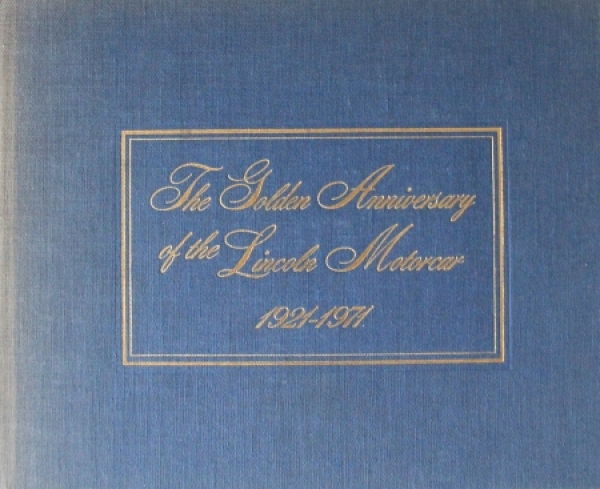 The Golden Anniversary
of the Lincoln Motorcar
1921-1971